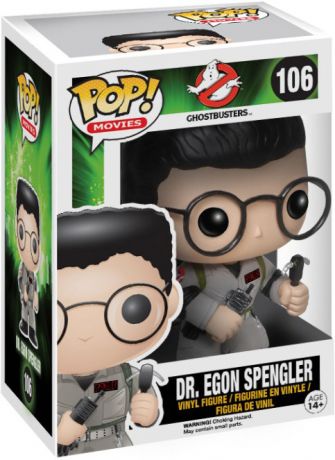 POP!
MOVIES
DR. EGON SPENGLER
106
POP!
MOVIES
GHOSTBUSTERS™
106
DR. EGON SPENGLER
VINYL FIGURE / FIGURINE EN VINYLE /
FIGURA DE VINIL
WARNING! CHOKING HAZARD.
May contain small parts.
AGE
14+